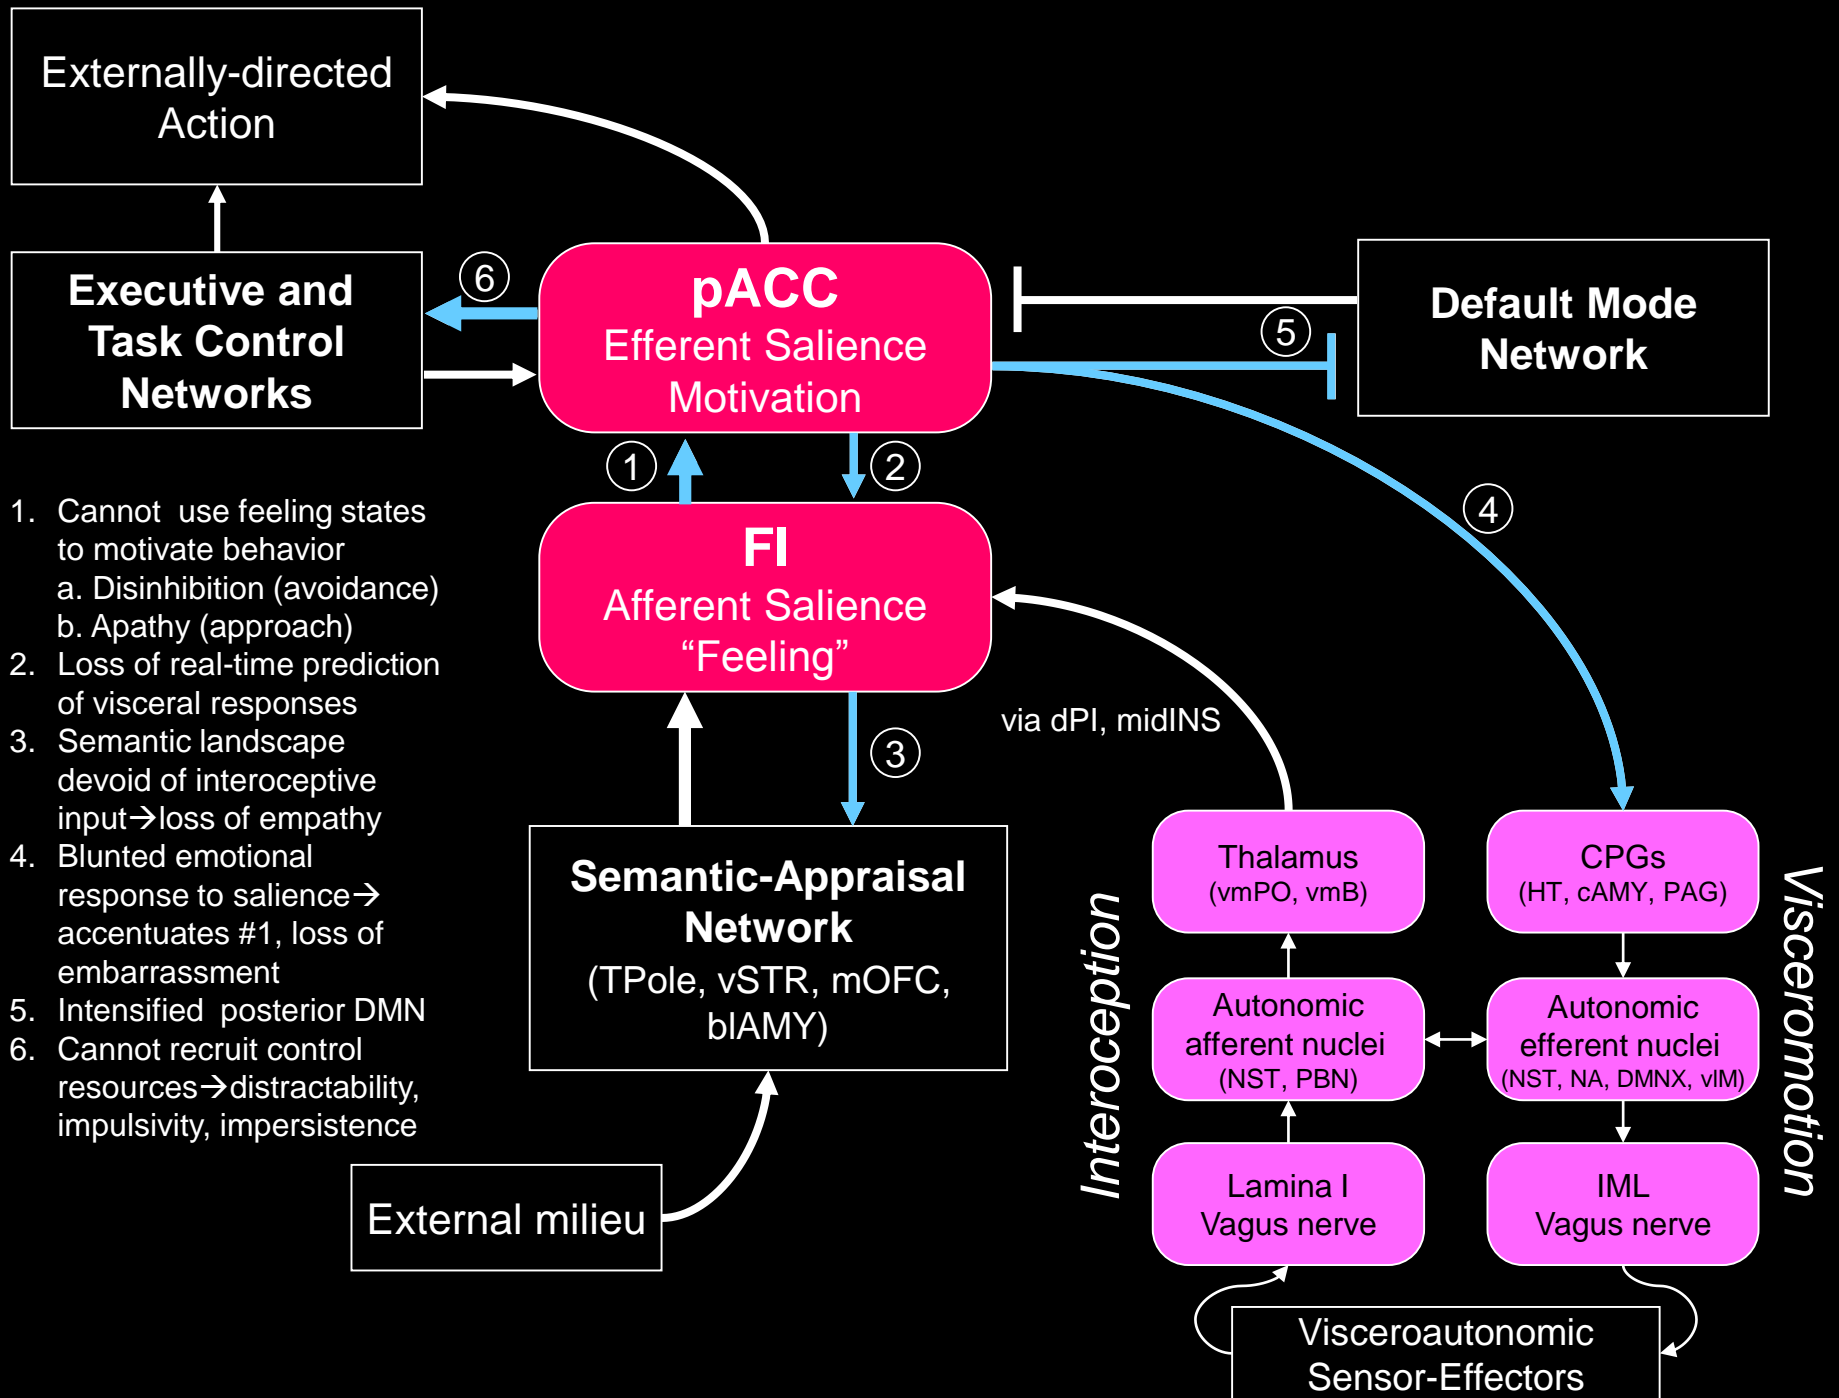 Externally-directed
Action
Executive and
Task Control
Networks
6
pACC
Efferent Salience
Motivation
5
Default Mode
Network
1
2
4
FI
Afferent Salience
“Feeling”
1. Cannot use feeling states
to motivate behavior
a. Disinhibition (avoidance)
b. Apathy (approach)
2. Loss of real-time prediction
of visceral responses
3. Semantic landscape
devoid of interoceptive
input→loss of empathy
4. Blunted emotional
response to salience→
accentuates #1, loss of
embarrassment
5. Intensified posterior DMN
6. Cannot recruit control
resources→distractability,
impulsivity, impersistence
3
via dPI, midINS
Semantic-Appraisal
Network
(TPole, vSTR, mOFC,
blAMY)
External milieu
Interoception
Thalamus
(vmPO, vmB)
Autonomic
afferent nuclei
(NST, PBN)
Lamina I
Vagus nerve
CPGs
(HT, cAMY, PAG)
Autonomic
efferent nuclei
(NST, NA, DMNX, vIM)
IML
Vagus nerve
Visceromotion
Visceroautonomic
Sensor-Effectors